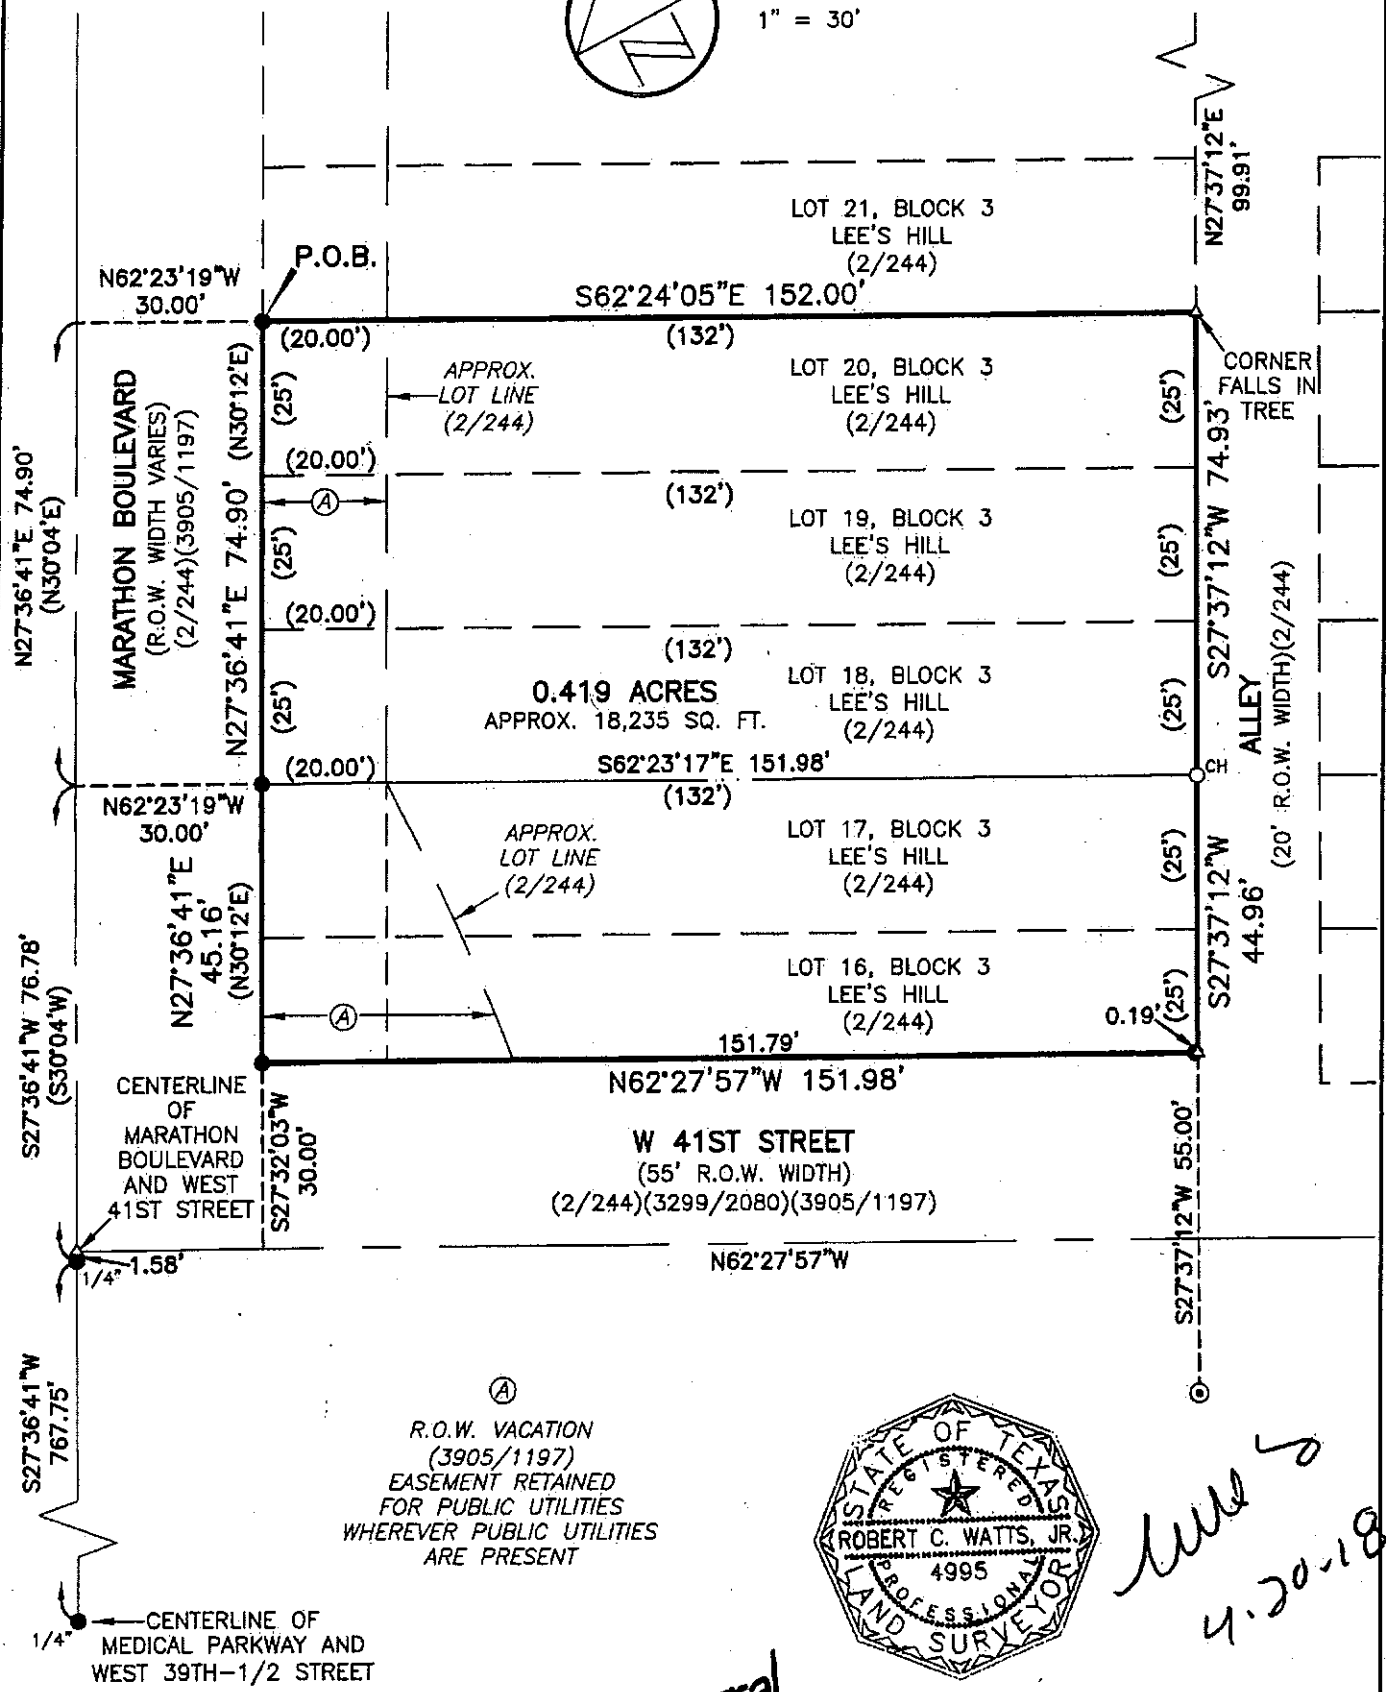 1" = 30'
N27°37'12"E
99.91'
LOT 21, BLOCK 3
LEE'S HILL
(2/244)
P.O.B.
N62°23'19"W
30.00'
S62°24'05"E 152.00'
(20.00')
(132')
CORNER
FALLS IN
TREE
APPROX.
LOT LINE
(2/244)
LOT 20, BLOCK 3
LEE'S HILL
(2/244)
(25')
(25')
N27°36'41"E 74.90'
(N30°04'E)
MARATHON BOULEVARD
(R.O.W. WIDTH VARIES)
(2/244)(3905/1197)
N27°36'41"E 74.90' (N30°12'E)
(20.00')
(132')
A
LOT 19, BLOCK 3
LEE'S HILL
(2/244)
(25')
(25')
S27°37'12"W 74.93'
(20.00')
(132')
LOT 18, BLOCK 3
LEE'S HILL
(2/244)
0.419 ACRES
APPROX. 18,235 SQ. FT.
(25')
(25')
ALLEY
(20' R.O.W. WIDTH)(2/244)
(20.00')
S62°23'17"E 151.98'
(132')
CH
N62°23'19"W
30.00'
APPROX.
LOT LINE
(2/244)
LOT 17, BLOCK 3
LEE'S HILL
(2/244)
(25')
N27°36'41"E
45.16'
(N30°12'E)
S27°37'12"W
44.96'
LOT 16, BLOCK 3
LEE'S HILL
(2/244)
(25')
A
0.19'
S27°36'41"W 76.78'
(S30°04'W)
151.79'
N62°27'57"W 151.98'
CENTERLINE
OF
MARATHON
BOULEVARD
AND WEST
41ST STREET
S27°32'03"W
30.00'
W 41ST STREET
(55' R.O.W. WIDTH)
(2/244)(3299/2080)(3905/1197)
S27°37'12"W 55.00'
1/4"
1.58'
N62°27'57"W
S27°36'41"W
767.75'
A
R.O.W. VACATION
(3905/1197)
EASEMENT RETAINED
FOR PUBLIC UTILITIES
WHEREVER PUBLIC UTILITIES
ARE PRESENT
STATE OF TEXAS
REGISTERED
ROBERT C. WATTS, JR.
4995
PROFESSIONAL
LAND SURVEYOR
4.20.18
1/4"
CENTERLINE OF
MEDICAL PARKWAY AND
WEST 39TH-1/2 STREET